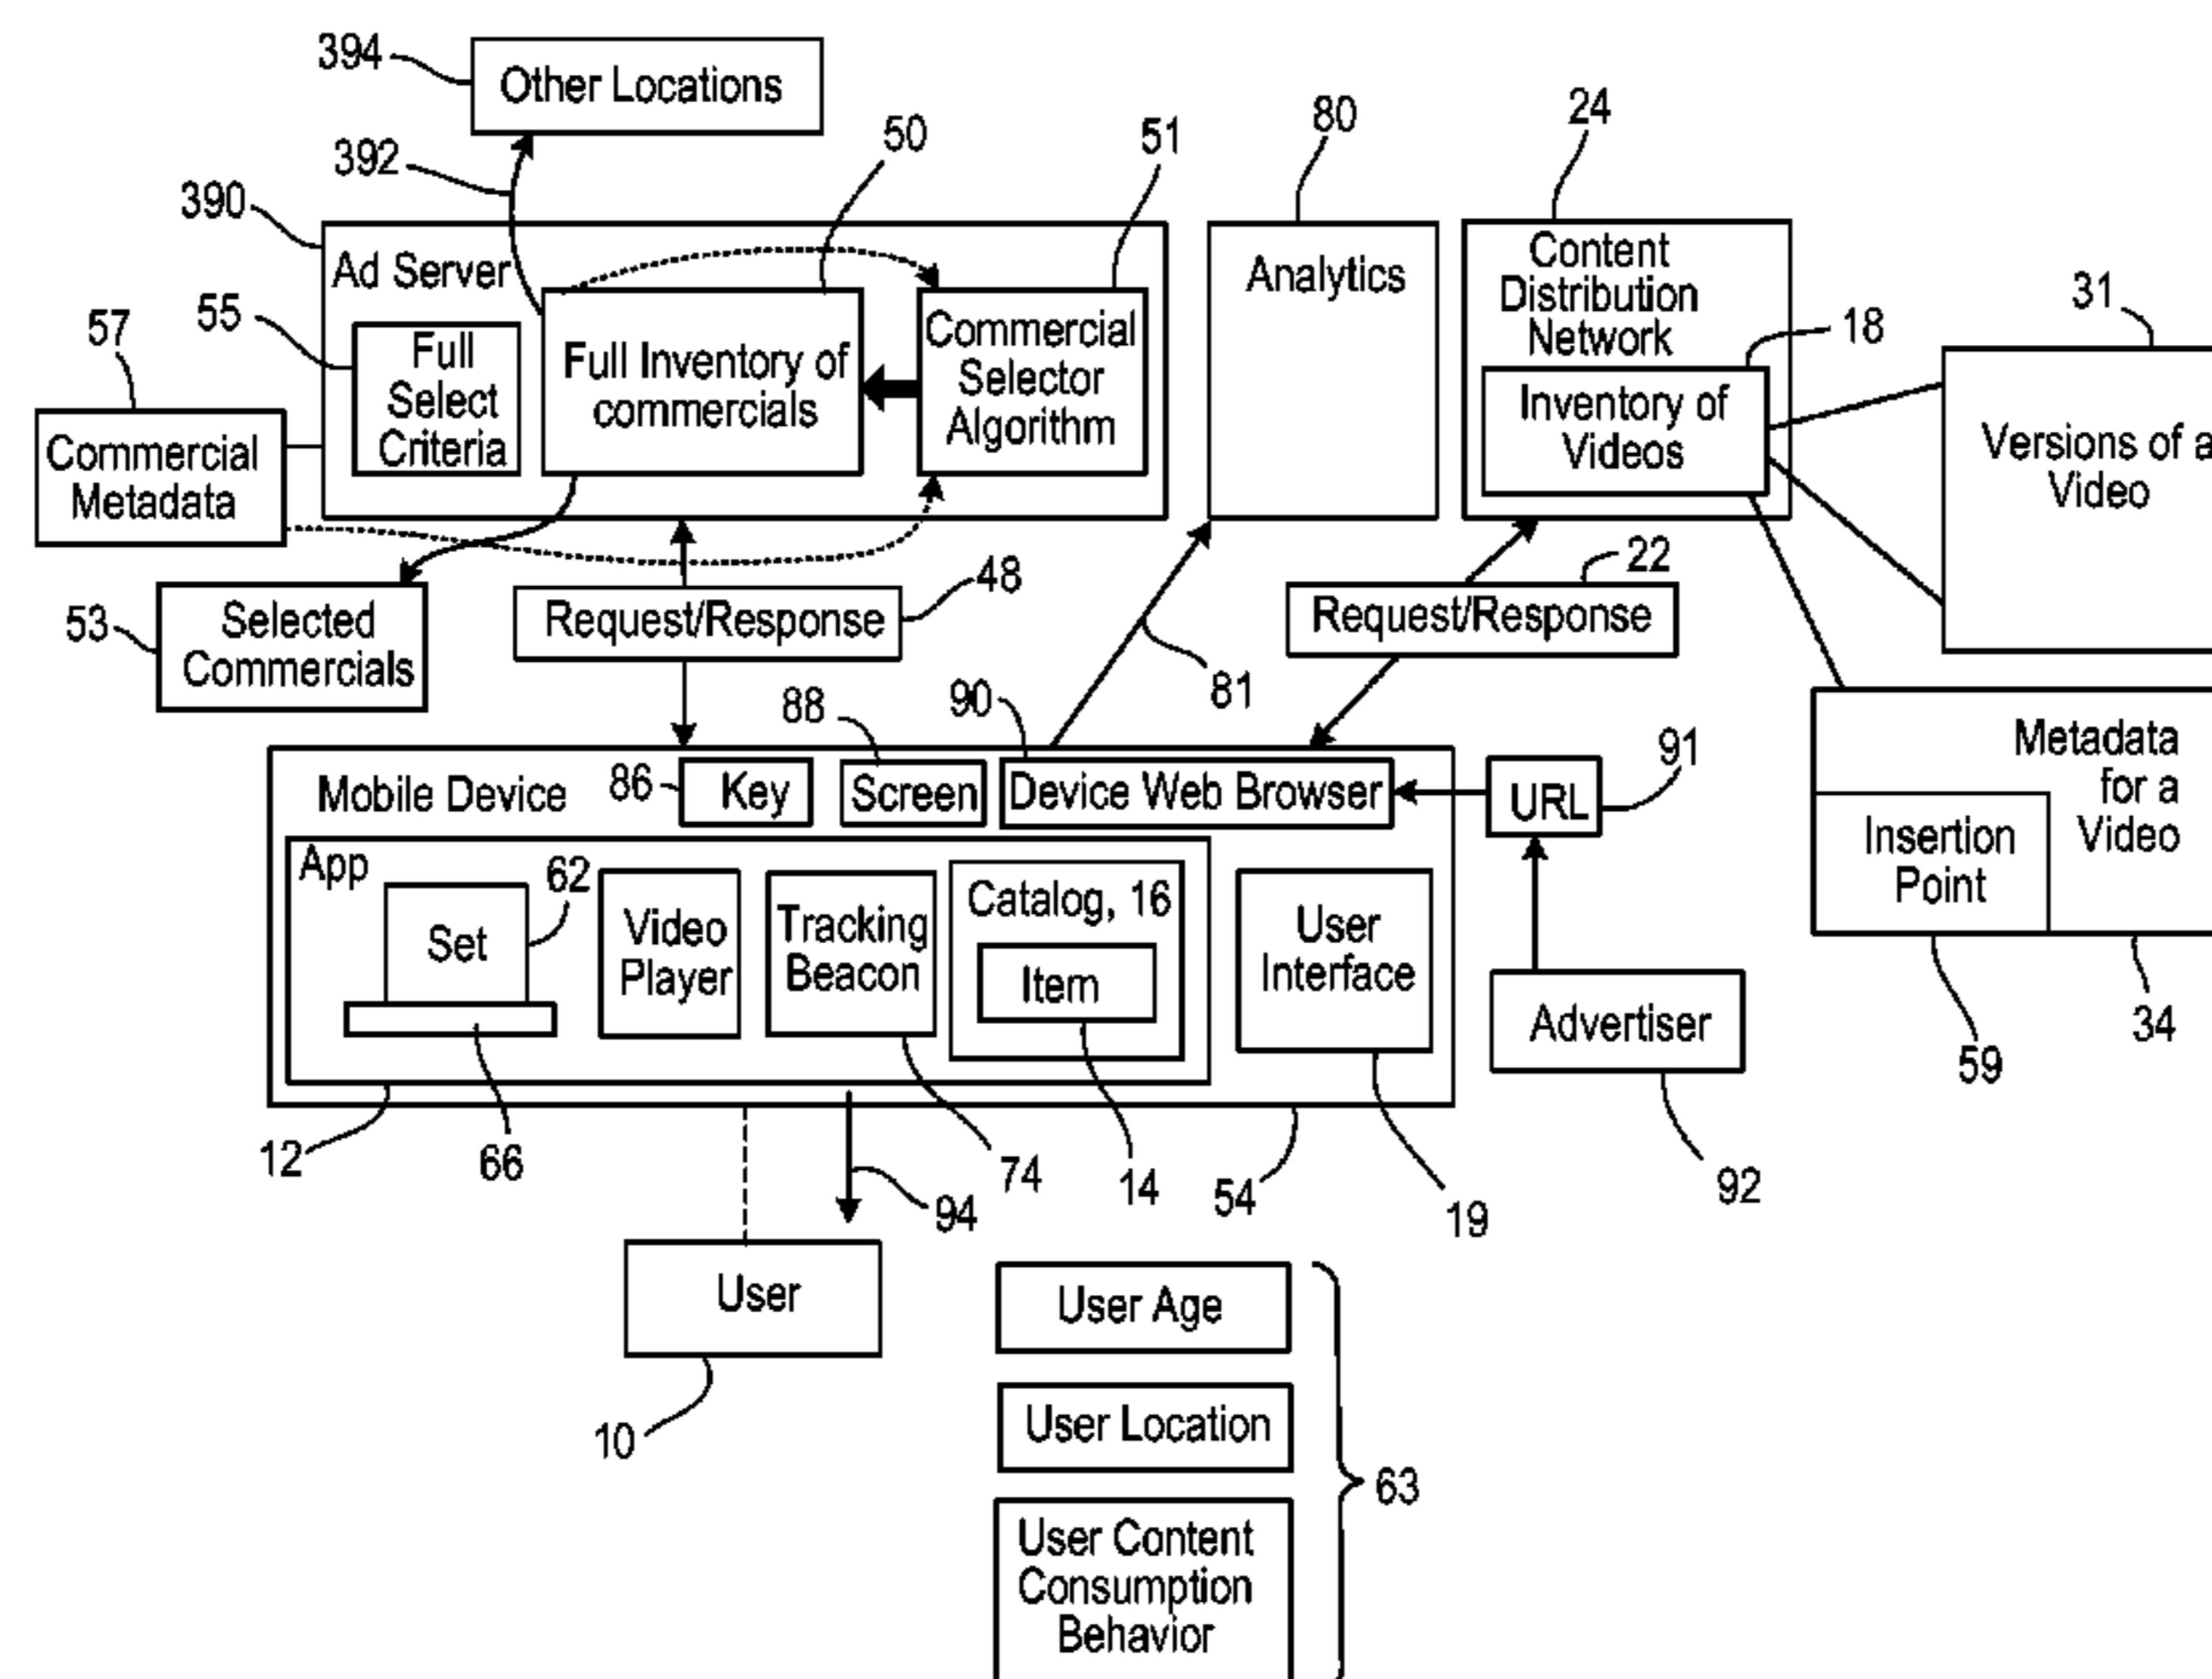 394
Other Locations
392
50
51
80
24
390
Ad Server
Analytics
Content
Distribution
Network
57
55
Full
Select
Criteria
Full Inventory of
commercials
Commercial
Selector
Algorithm
18
31
Commercial
Metadata
Inventory of
Videos
Versions of a
Video
53
Selected
Commercials
Request/Response
48
81
Request/Response
22
88
90
Mobile Device
86
Key
Screen
Device Web Browser
URL
91
Metadata
for a
Video
Insertion
Point
App
62
Set
Video
Player
Tracking
Beacon
Catalog, 16
Item
User
Interface
Advertiser
59
34
12
66
74
14
54
19
92
94
User
10
User Age
User Location
User Content
Consumption
Behavior
63